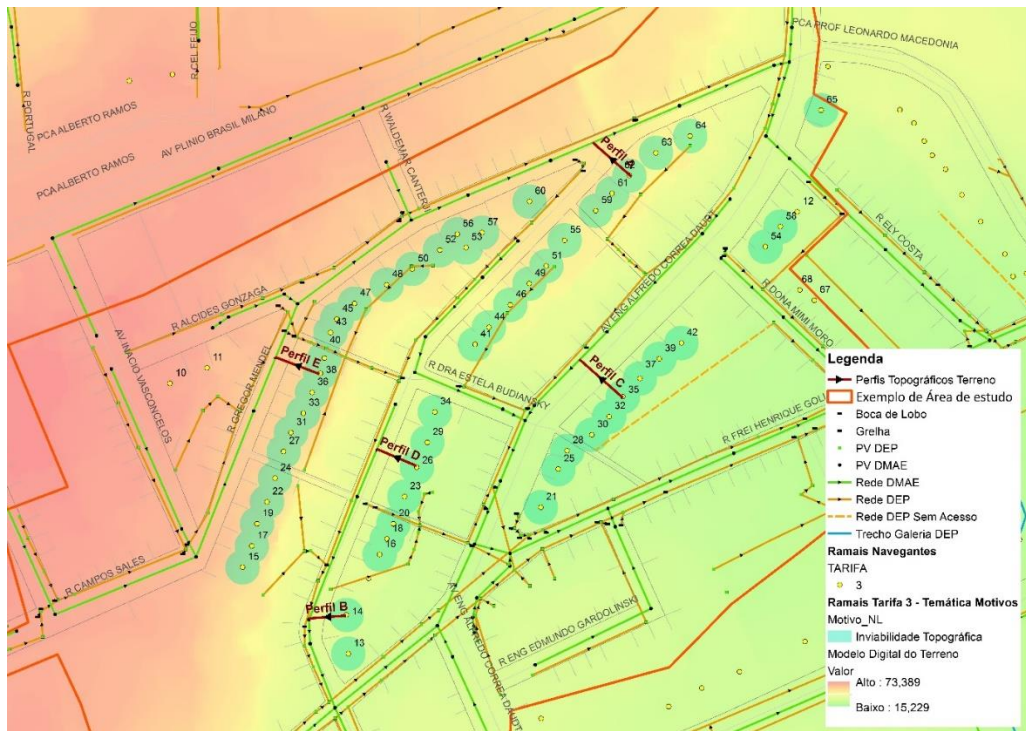 PCA PROF LEONARDO MACEDONIA
R CEL FEIJO
R PORTUGAL
PCA ALBERTO RAMOS
AV PLINIO BRASIL MILANO
PCA ALBERTO RAMOS
R WALDEMAR CANTERJI
65
64
63
Perfil A
61
59
60
12
58
54
R ELY COSTA
57
56
53
52
55
50
51
48
49
47
46
45
44
43
41
40
R ALCIDES GONZAGA
AV ENG ALFREDO CORREA DAUDT
68
67
R DONA MIMI MORO
42
39
37
35
Perfil C
32
30
28
25
21
11
10
Perfil E
38
36
33
31
27
24
22
19
17
15
R DRA ESTELA BUDIANSKY
34
29
Perfil D
26
23
20
18
16
AV INACIO VASCONCELOS
R GREGOR MENDEL
R CAMPOS SALES
R FREI HENRIQUE GOL
Perfil B
14
13
AV ENG ALFREDO CORREA DAUDT
R ENG EDMUNDO GARDOLINSKI
Legenda
Perfis Topográficos Terreno
Exemplo de Área de estudo
Boca de Lobo
Grelha
PV DEP
PV DMAE
Rede DMAE
Rede DEP
Rede DEP Sem Acesso
Trecho Galeria DEP
Ramais Navegantes
TARIFA
3
Ramais Tarifa 3 - Temática Motivos
Motivo_NL
Inviabilidade Topográfica
Modelo Digital do Terreno
Valor
Alto : 73,389
Baixo : 15,229